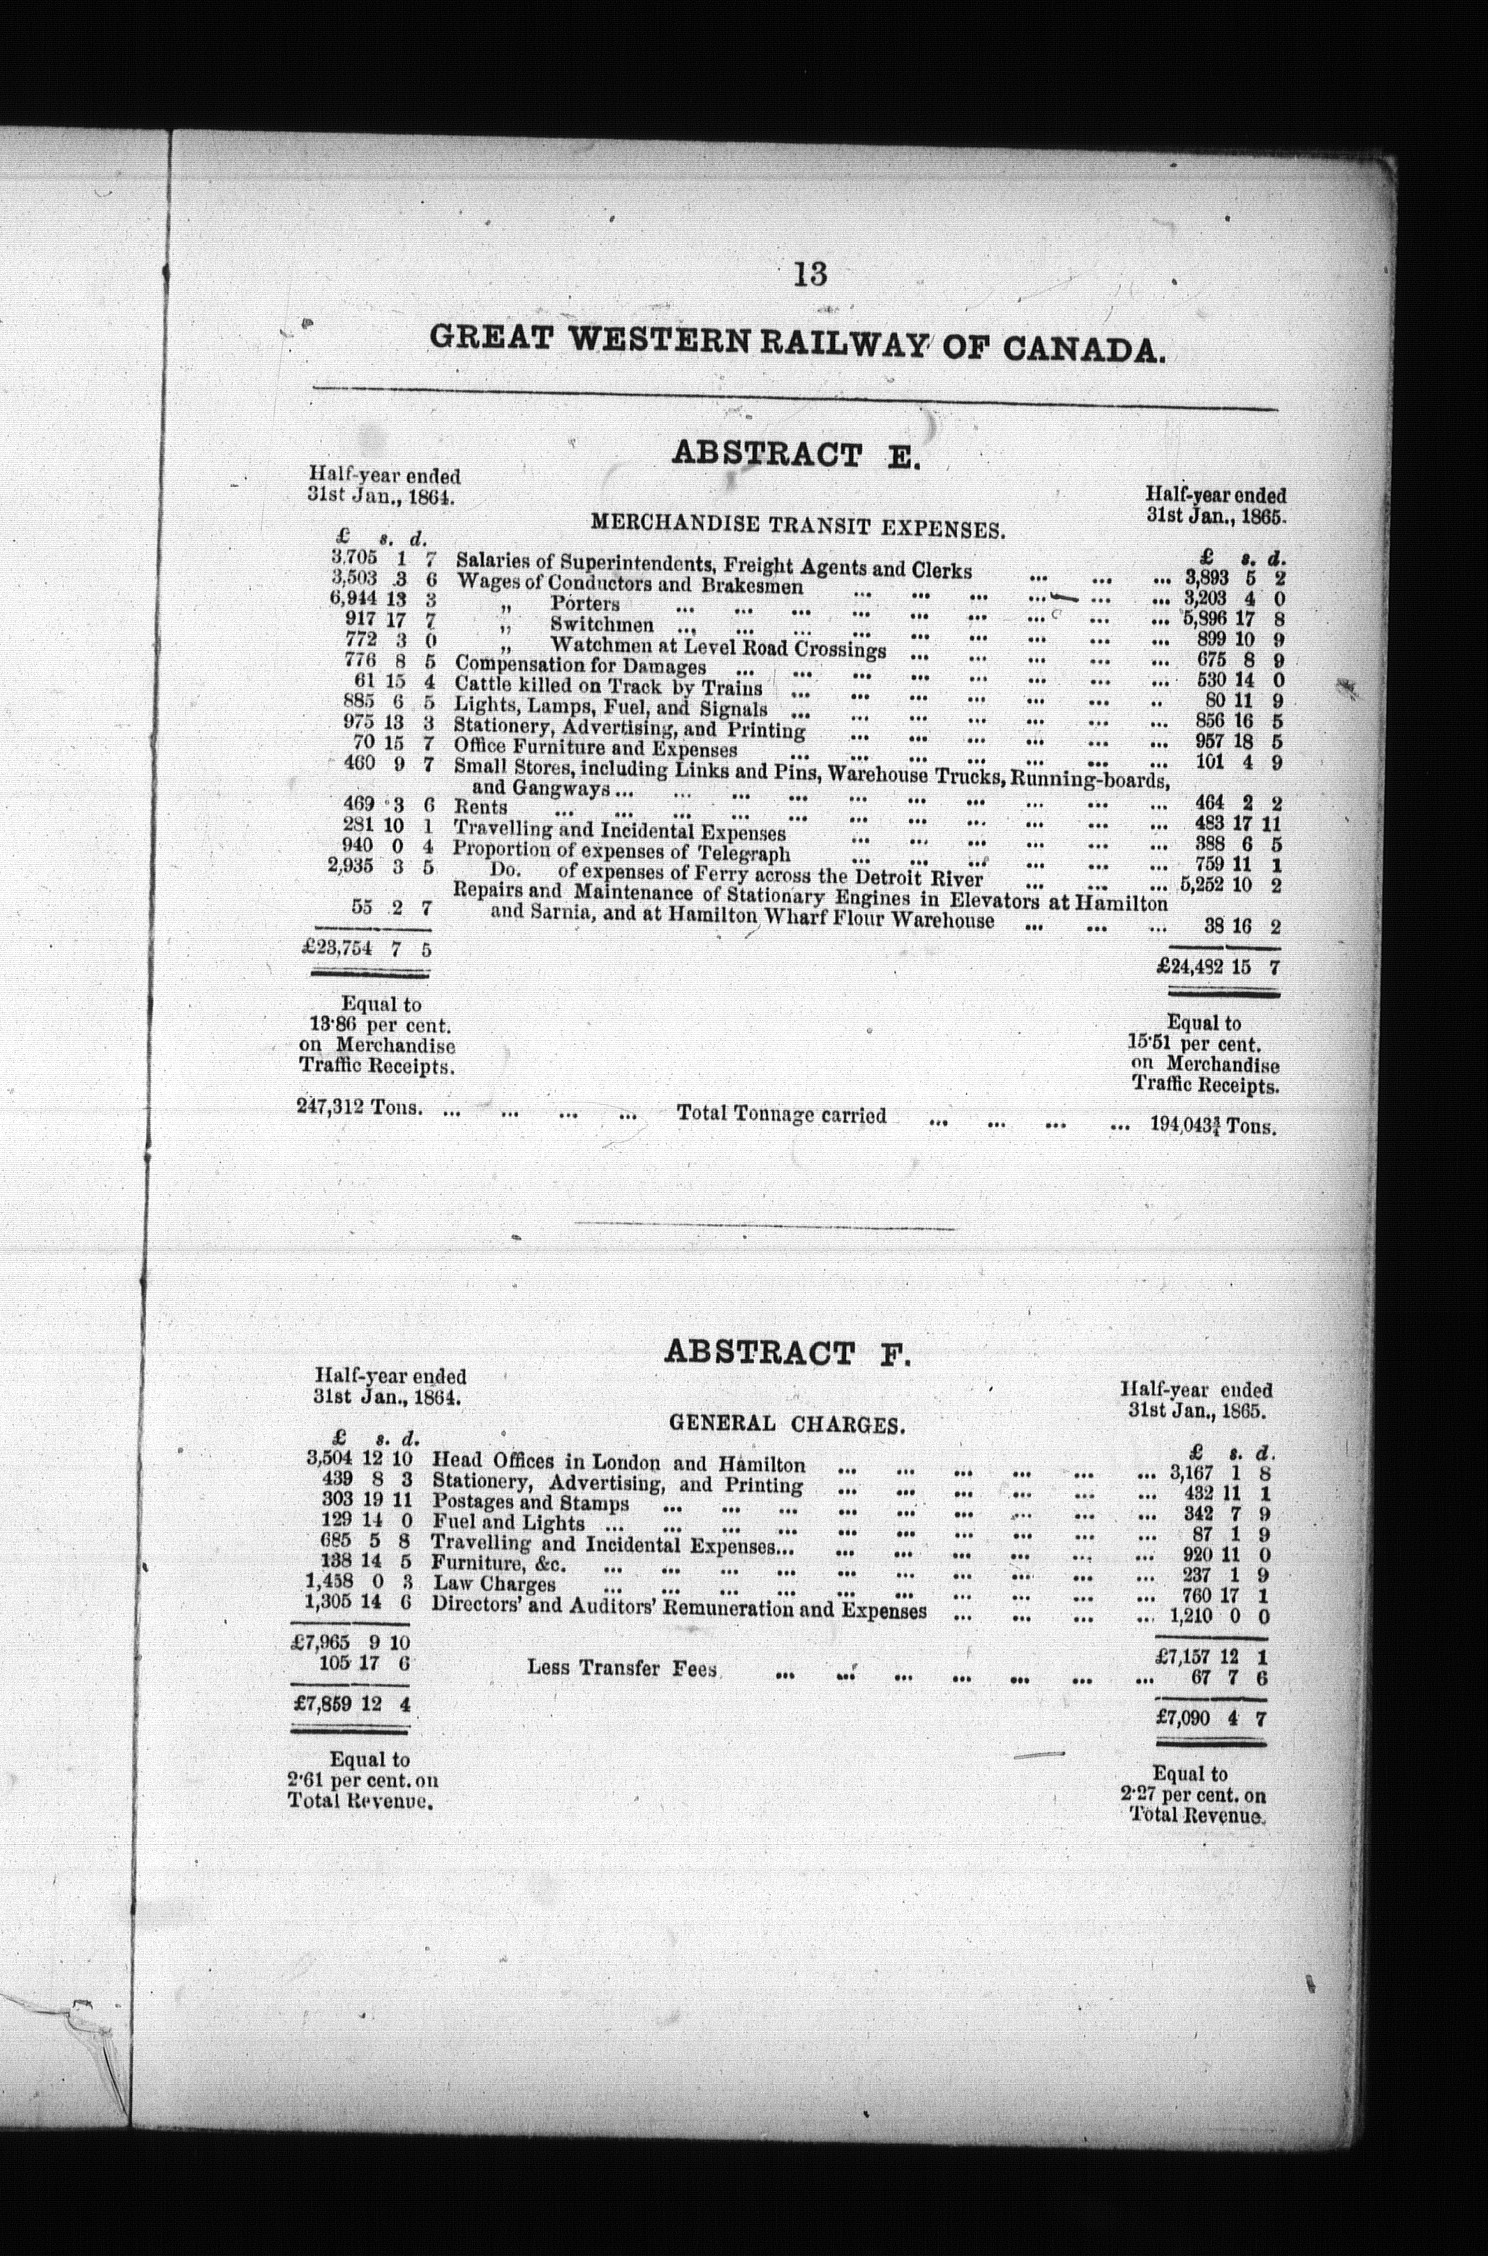 13
GREAT WESTERN RAILWAY OF CANADA.
ABSTRACT E.
Half-year ended
31st Jan., 1864.
Half-year ended
31st Jan., 1865.
MERCHANDISE TRANSIT EXPENSES.
£ s. d.
£ s. d.
3,705 1 7 Salaries of Superintendents, Freight Agents and Clerks ... ... ... 3,893 5 2
3,503 3 6 Wages of Conductors and Brakesmen ... ... ... ... ... ... 3,203 4 0
6,944 13 3 „ Porters ... ... ... ... ... ... ... ... ... 5,896 17 8
917 17 7 „ Switchmen ... ... ... ... ... ... ... ... ... 899 10 9
772 3 0 „ Watchmen at Level Road Crossings ... ... ... ... ... 675 8 9
776 8 5 Compensation for Damages ... ... ... ... ... ... ... ... 530 14 0
61 15 4 Cattle killed on Track by Trains ... ... ... ... ... ... .. 80 11 9
885 6 5 Lights, Lamps, Fuel, and Signals ... ... ... ... ... ... ... 856 16 5
975 13 3 Stationery, Advertising, and Printing ... ... ... ... ... ... 957 18 5
70 15 7 Office Furniture and Expenses ... ... ... ... ... ... ... 101 4 9
460 9 7 Small Stores, including Links and Pins, Warehouse Trucks, Running-boards,
and Gangways ... ... ... ... ... ... ... ... ... ... 464 2 2
469 3 6 Rents ... ... ... ... ... ... ... ... ... ... ... 483 17 11
281 10 1 Travelling and Incidental Expenses ... ... ... ... ... ... 388 6 5
940 0 4 Proportion of expenses of Telegraph ... ... ... ... ... ... 759 11 1
2,935 3 5 Do. of expenses of Ferry across the Detroit River ... ... ... 5,252 10 2
Repairs and Maintenance of Stationary Engines in Elevators at Hamilton
55 2 7 and Sarnia, and at Hamilton Wharf Flour Warehouse ... ... ... 38 16 2
£23,754 7 5
£24,482 15 7
Equal to
13·86 per cent.
on Merchandise
Traffic Receipts.
Equal to
15·51 per cent.
on Merchandise
Traffic Receipts.
247,312 Tons. ... ... ... ... Total Tonnage carried ... ... ... ... 194,043¾ Tons.
ABSTRACT F.
Half-year ended
31st Jan., 1864.
Half-year ended
31st Jan., 1865.
GENERAL CHARGES.
£ s. d.
£ s. d.
3,504 12 10 Head Offices in London and Hamilton ... ... ... ... ... ... 3,167 1 8
439 8 3 Stationery, Advertising, and Printing ... ... ... ... ... ... 432 11 1
303 19 11 Postages and Stamps ... ... ... ... ... ... ... ... ... 342 7 9
129 14 0 Fuel and Lights ... ... ... ... ... ... ... ... ... ... 87 1 9
685 5 8 Travelling and Incidental Expenses... ... ... ... ... ... ... 920 11 0
138 14 5 Furniture, &c. ... ... ... ... ... ... ... ... ... ... 237 1 9
1,458 0 3 Law Charges ... ... ... ... ... ... ... ... ... ... 760 17 1
1,305 14 6 Directors' and Auditors' Remuneration and Expenses ... ... ... ... 1,210 0 0
£7,965 9 10
£7,157 12 1
105 17 6 Less Transfer Fees ... ... ... ... ... ... ... 67 7 6
£7,859 12 4
£7,090 4 7
Equal to
2·61 per cent. on
Total Revenue.
Equal to
2·27 per cent. on
Total Revenue.